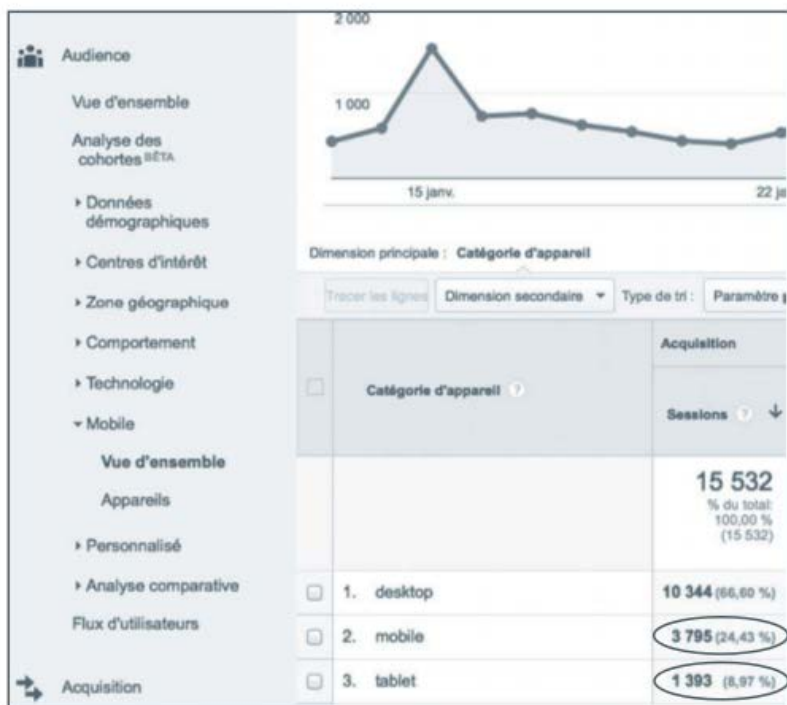 Audience
Vue d'ensemble
Analyse des
cohortes BÊTA
Données
démographiques
Centres d'intérêt
Zone géographique
Comportement
Technologie
Mobile
Vue d'ensemble
Appareils
Personnalisé
Analyse comparative
Flux d'utilisateurs
Acquisition
2 000
1 000
15 janv.
22 ja
Dimension principale : Catégorie d'appareil
Tracer les lignes Dimension secondaire Type de tri : Paramètre p
Acquisition
Catégorie d'appareil ?
Sessions ?
15 532
% du total:
100,00 %
(15 532)
1. desktop 10 344 (66,60 %)
2. mobile 3 795 (24,43 %)
3. tablet 1 393 (8,97 %)